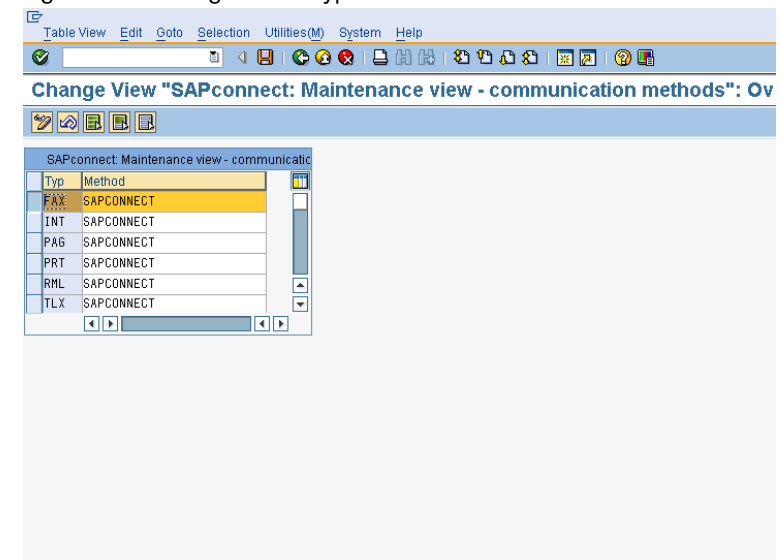 Table View Edit Goto Selection Utilities(M) System Help
Change View "SAPconnect: Maintenance view - communication methods": Ov
SAPconnect: Maintenance view - communicatic
Typ Method
FAX SAPCONNECT
INT SAPCONNECT
PAG SAPCONNECT
PRT SAPCONNECT
RML SAPCONNECT
TLX SAPCONNECT